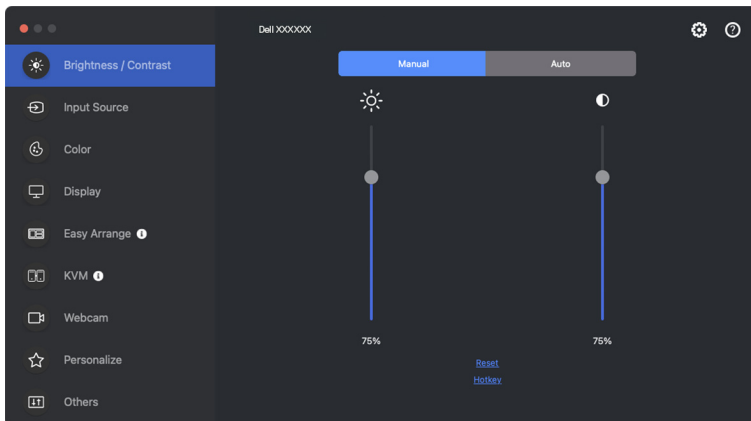 Dell XXXXXX
Brightness / Contrast
Input Source
Color
Display
Easy Arrange
KVM
Webcam
Personalize
Others
Manual Auto
75% 75%
Reset
Hotkey